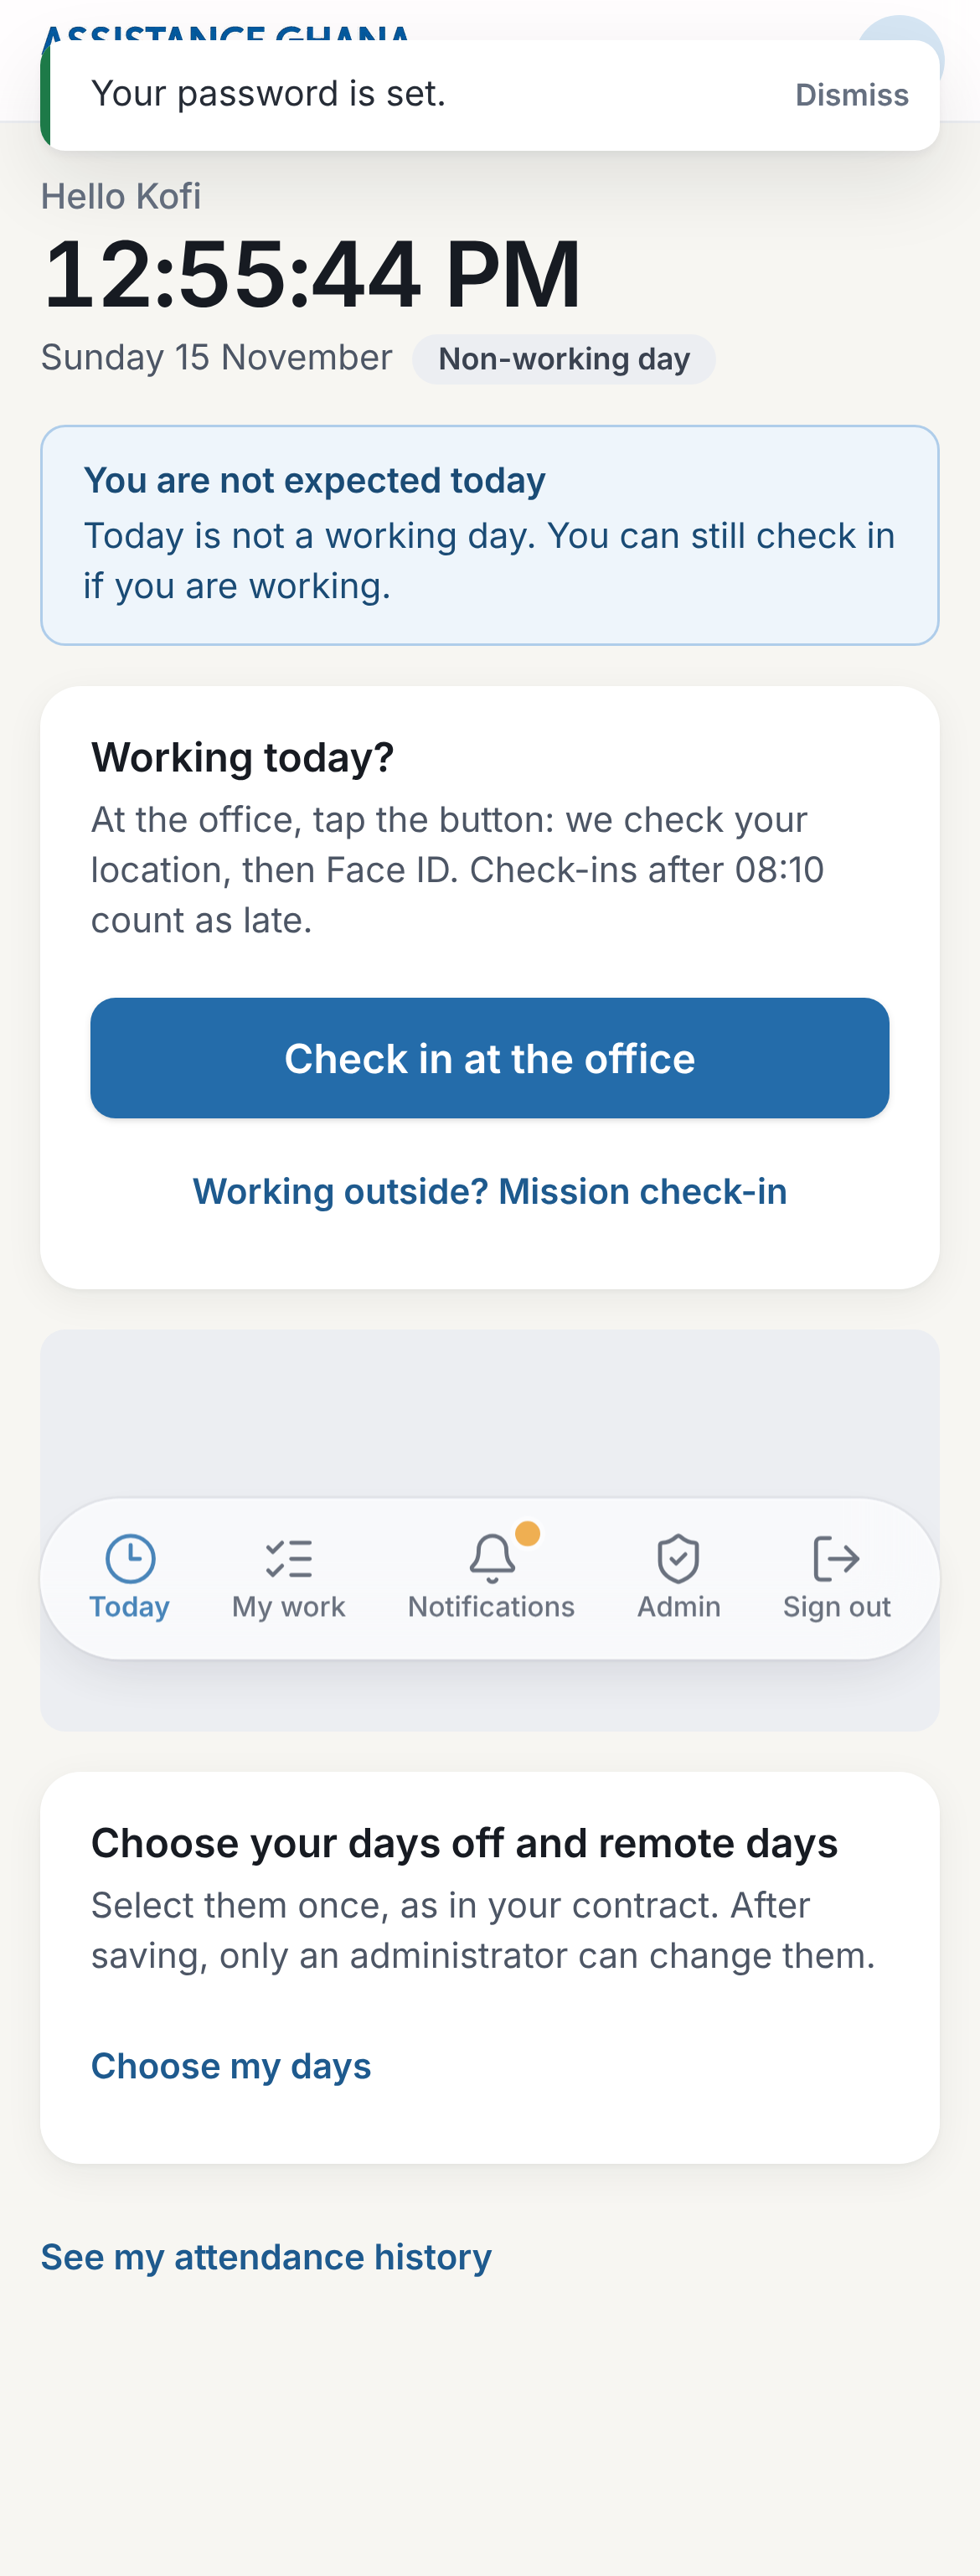 ASSISTANCE GHANA
Your password is set.
Dismiss
Hello Kofi
12:55:44 PM
Sunday 15 November
Non-working day
You are not expected today
Today is not a working day. You can still check in
if you are working.
Working today?
At the office, tap the button: we check your
location, then Face ID. Check-ins after 08:10
count as late.
Check in at the office
Working outside? Mission check-in
Today
My work
Notifications
Admin
Sign out
Choose your days off and remote days
Select them once, as in your contract. After
saving, only an administrator can change them.
Choose my days
See my attendance history